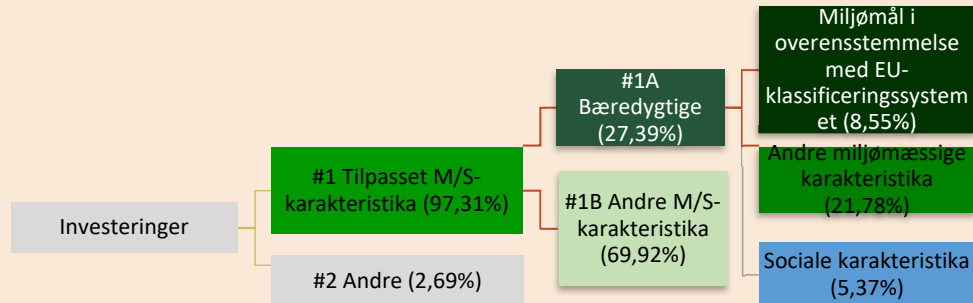 Investeringer
#1 Tilpasset M/S-
karakteristika (97,31%)
#2 Andre (2,69%)
#1A
Bæredygtige
(27,39%)
#1B Andre M/S-
karakteristika
(69,92%)
Miljømål i
overensstemmelse
med EU-
klassificeringssystem
et (8,55%)
Andre miljømæssige
karakteristika
(21,78%)
Sociale karakteristika
(5,37%)